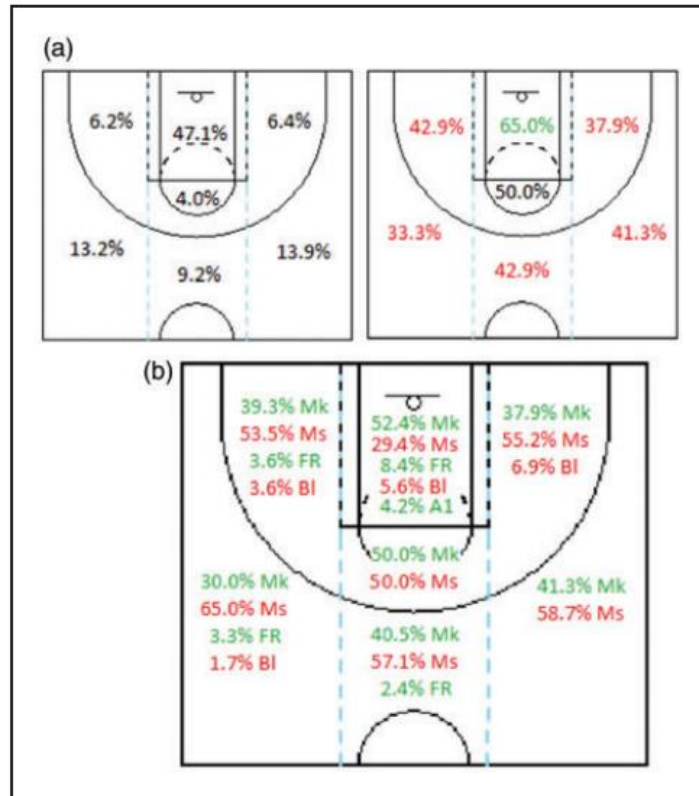 (a)
6.2%
47.1%
6.4%
4.0%
13.2%
9.2%
13.9%
42.9%
65.0%
37.9%
50.0%
33.3%
42.9%
41.3%
(b)
39.3% Mk
53.5% Ms
3.6% FR
3.6% Bl
52.4% Mk
29.4% Ms
8.4% FR
5.6% Bl
4.2% A1
37.9% Mk
55.2% Ms
6.9% Bl
30.0% Mk
65.0% Ms
3.3% FR
1.7% Bl
50.0% Mk
50.0% Ms
40.5% Mk
57.1% Ms
2.4% FR
41.3% Mk
58.7% Ms